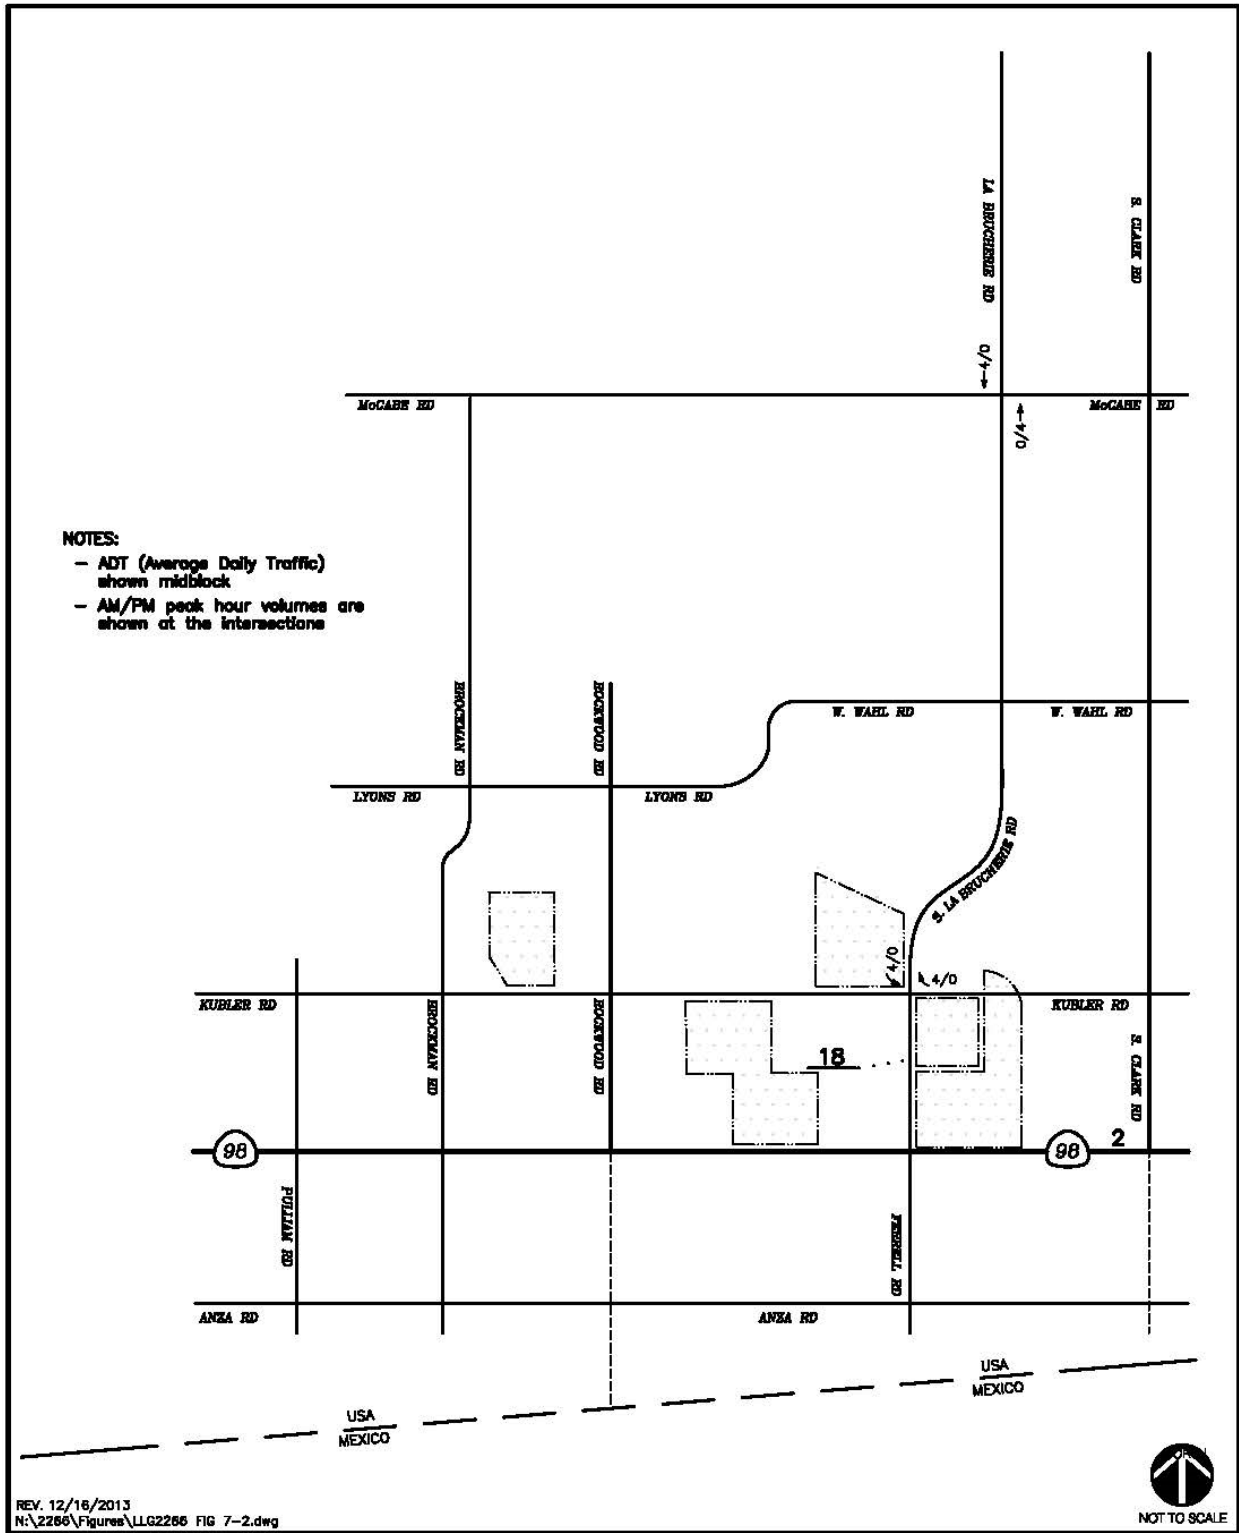 LA BRUCHERIE RD
S. CLARK RD
4/0
McCABE RD
McCABE RD
0/4
NOTES:
- ADT (Average Daily Traffic)
shown midblock
- AM/PM peak hour volumes are
shown at the intersections
BROCKMAN RD
ROCKWOOD RD
W. WAHL RD
W. WAHL RD
LYONS RD
LYONS RD
S. LA BRUCHERIE RD
4/0
4/0
KUBLER RD
KUBLER RD
BROCKMAN RD
ROCKWOOD RD
18
S. CLARK RD
98
98
2
PULLIAM RD
FERRELL RD
ANZA RD
ANZA RD
USA
MEXICO
USA
MEXICO
REV. 12/16/2013
N:\2266\Figures\LLG2266 FIG 7-2.dwg
NOT TO SCALE